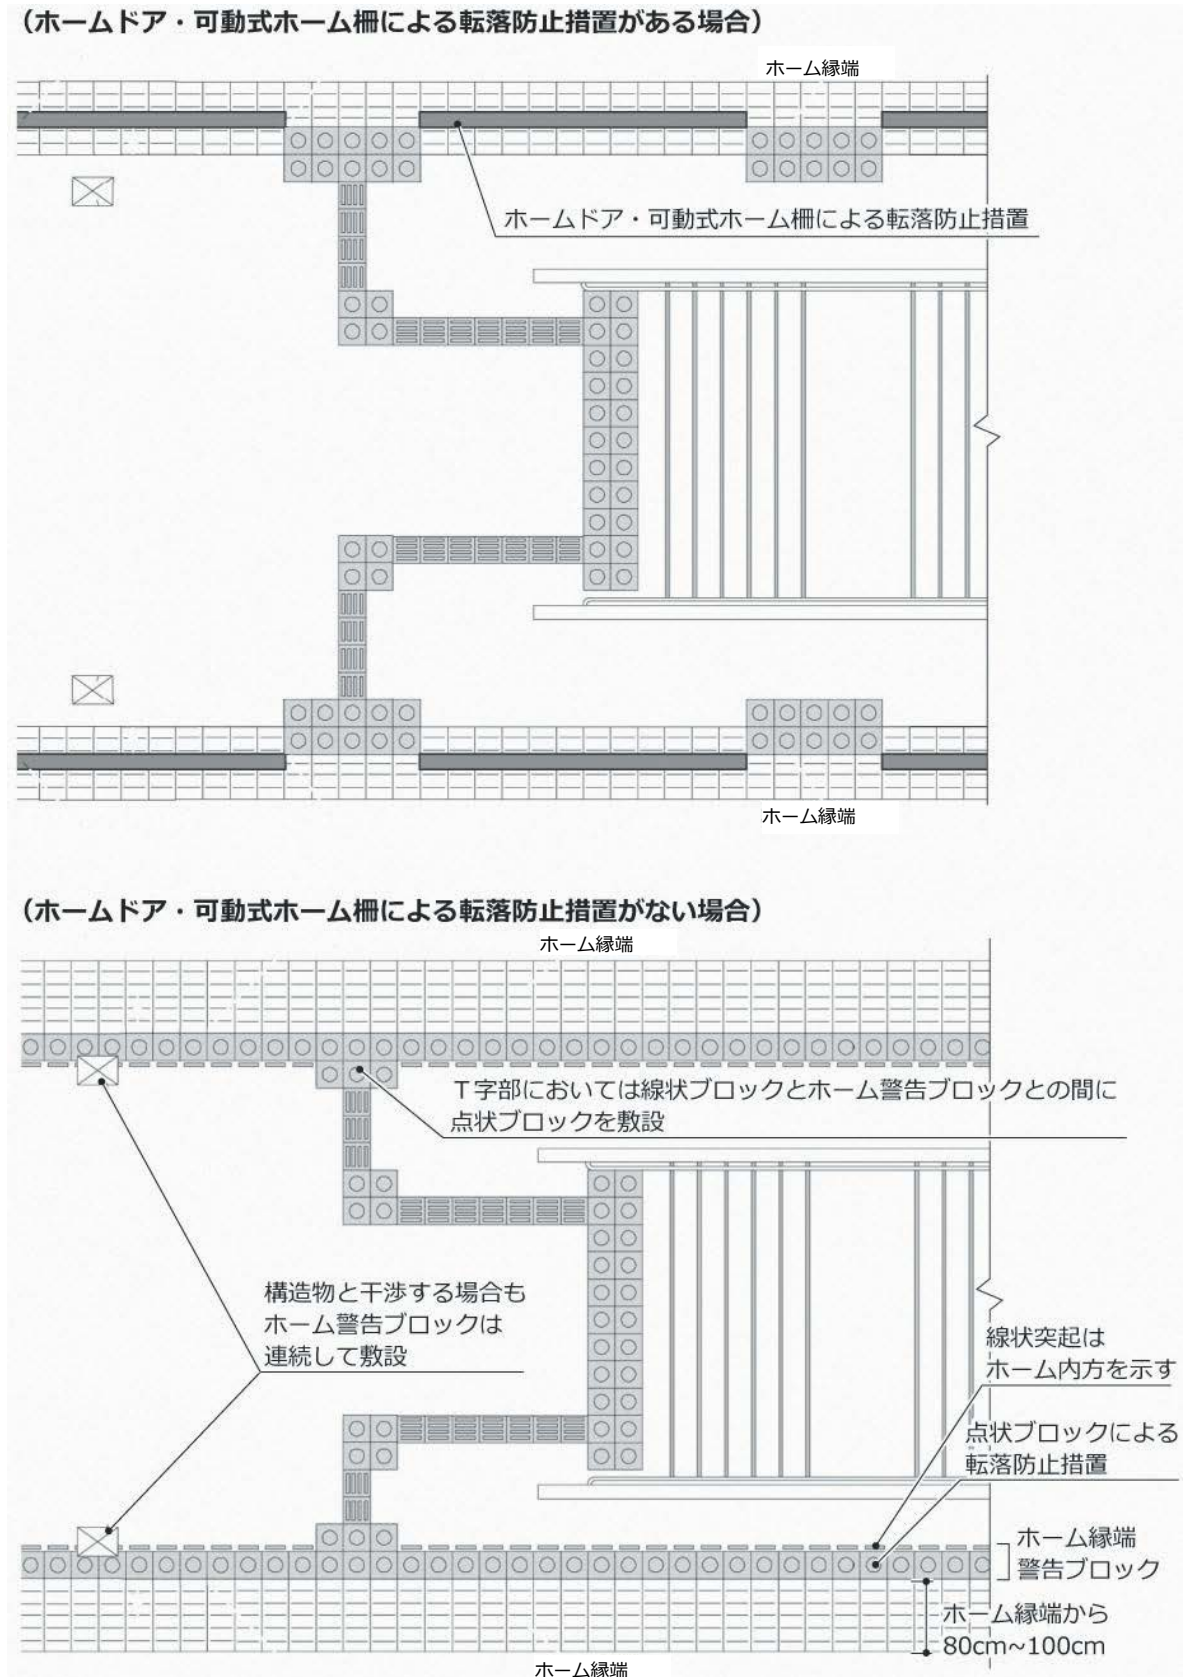 （ホームドア・可動式ホーム柵による転落防止措置がある場合）
ホーム縁端
ホームドア・可動式ホーム柵による転落防止措置
ホーム縁端
（ホームドア・可動式ホーム柵による転落防止措置がない場合）
ホーム縁端
T字部においては線状ブロックとホーム警告ブロックとの間に
点状ブロックを敷設
構造物と干渉する場合も
ホーム警告ブロックは
連続して敷設
線状突起は
ホーム内方を示す
点状ブロックによる
転落防止措置
ホーム縁端
警告ブロック
ホーム縁端から
80cm~100cm
ホーム縁端